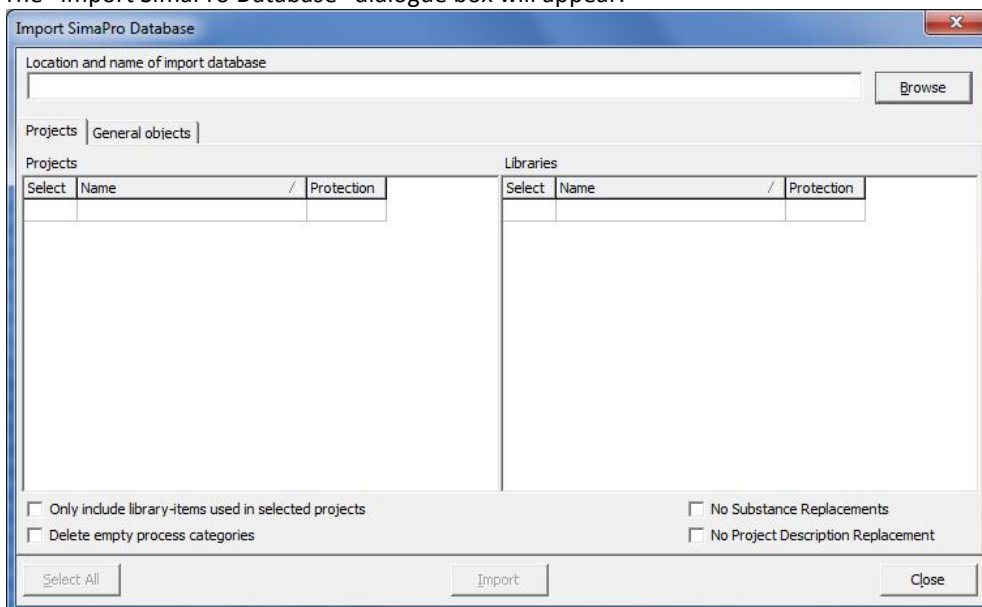 The "Import SimaPro Database" dialogue box will appear.
Import SimaPro Database
Location and name of import database
Browse
Projects General objects
Projects Libraries
Select Name / Protection Select Name / Protection
Only include library-items used in selected projects No Substance Replacements
Delete empty process categories No Project Description Replacement
Select All Import Close